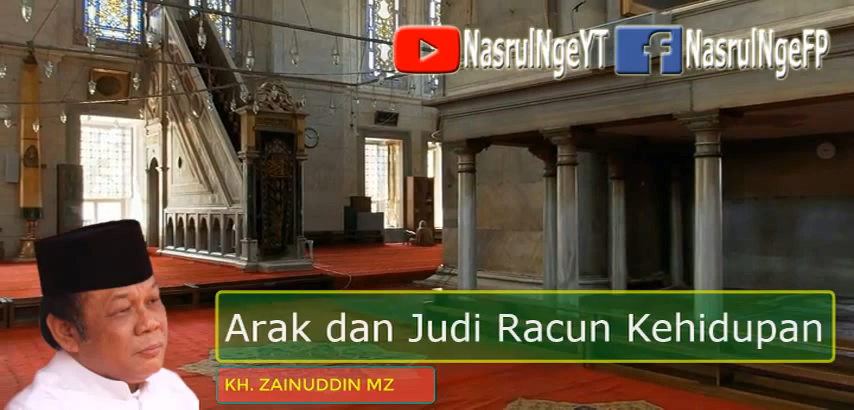 NasrulNgeYT NasrulNgeFP
Arak dan Judi Racun Kehidupan
KH. ZAINUDDIN MZ